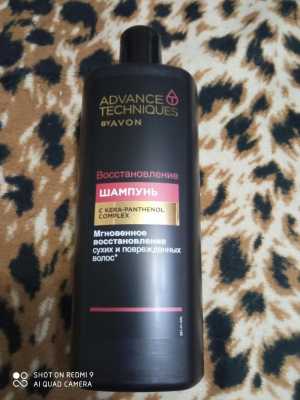 ADVANCE
TECHNIQUES
BY AVON
Восстановление
ШАМПУНЬ
С KERA-PANTHENOL
COMPLEX
Мгновенное
восстановление
сухих и поврежденных
волос*
SHOT ON REDMI 9
AI QUAD CAMERA